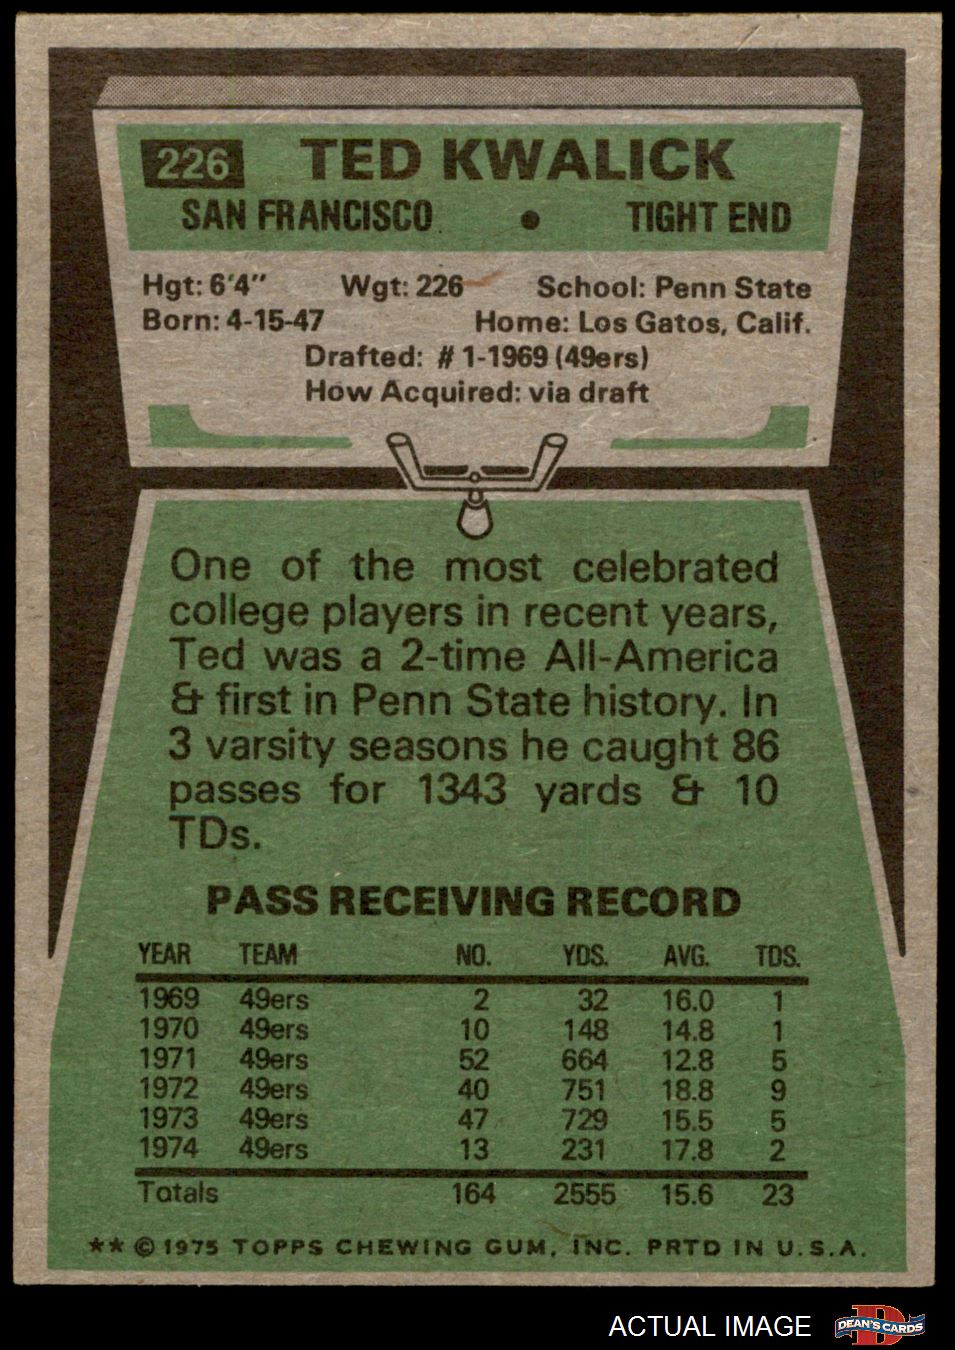 226 TED KWALICK
SAN FRANCISCO • TIGHT END
Hgt: 6'4" Wgt: 226 School: Penn State
Born: 4-15-47 Home: Los Gatos, Calif.
Drafted: #1-1969 (49ers)
How Acquired: via draft
One of the most celebrated
college players in recent years,
Ted was a 2-time All-America
& first in Penn State history. In
3 varsity seasons he caught 86
passes for 1343 yards & 10
TDs.
PASS RECEIVING RECORD
YEAR TEAM NO. YDS. AVG. TDS.
1969 49ers 2 32 16.0 1
1970 49ers 10 148 14.8 1
1971 49ers 52 664 12.8 5
1972 49ers 40 751 18.8 9
1973 49ers 47 729 15.5 5
1974 49ers 13 231 17.8 2
Totals 164 2555 15.6 23
** © 1975 TOPPS CHEWING GUM, INC. PRTD IN U.S.A.
ACTUAL IMAGE D DEAN'S CARDS